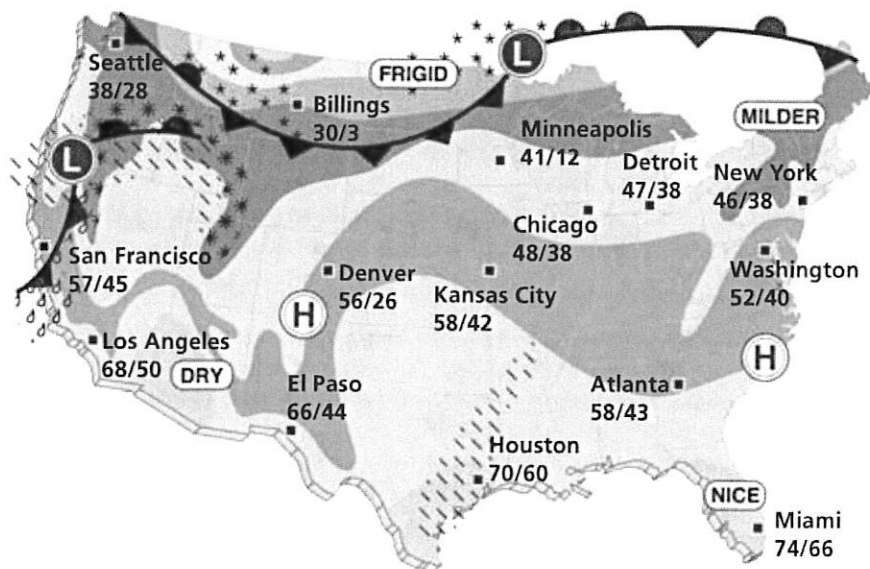 Seattle
38/28
L
FRIGID
Billings
30/3
MILDER
L
Minneapolis
41/12
Detroit
47/38
New York
46/38
Chicago
48/38
San Francisco
57/45
Denver
56/26
Kansas City
58/42
Washington
52/40
H
Los Angeles
68/50
DRY
El Paso
66/44
Atlanta
58/43
H
Houston
70/60
NICE
Miami
74/66